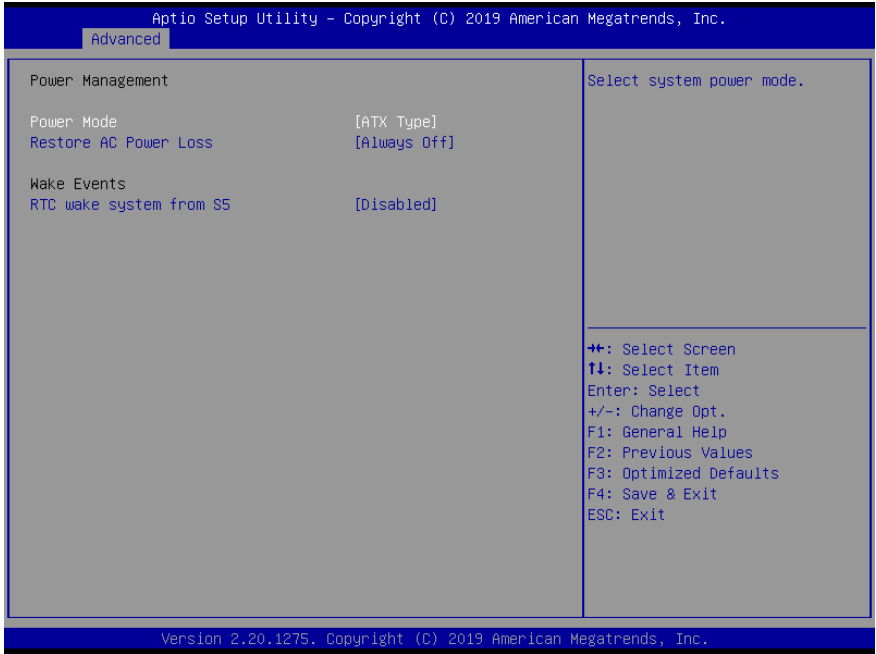 Aptio Setup Utility – Copyright (C) 2019 American Megatrends, Inc.
Advanced
Power Management
Power Mode [ATX Type]
Restore AC Power Loss [Always Off]
Wake Events
RTC wake system from S5 [Disabled]
Select system power mode.
→←: Select Screen
↑↓: Select Item
Enter: Select
+/-: Change Opt.
F1: General Help
F2: Previous Values
F3: Optimized Defaults
F4: Save & Exit
ESC: Exit
Version 2.20.1275. Copyright (C) 2019 American Megatrends, Inc.